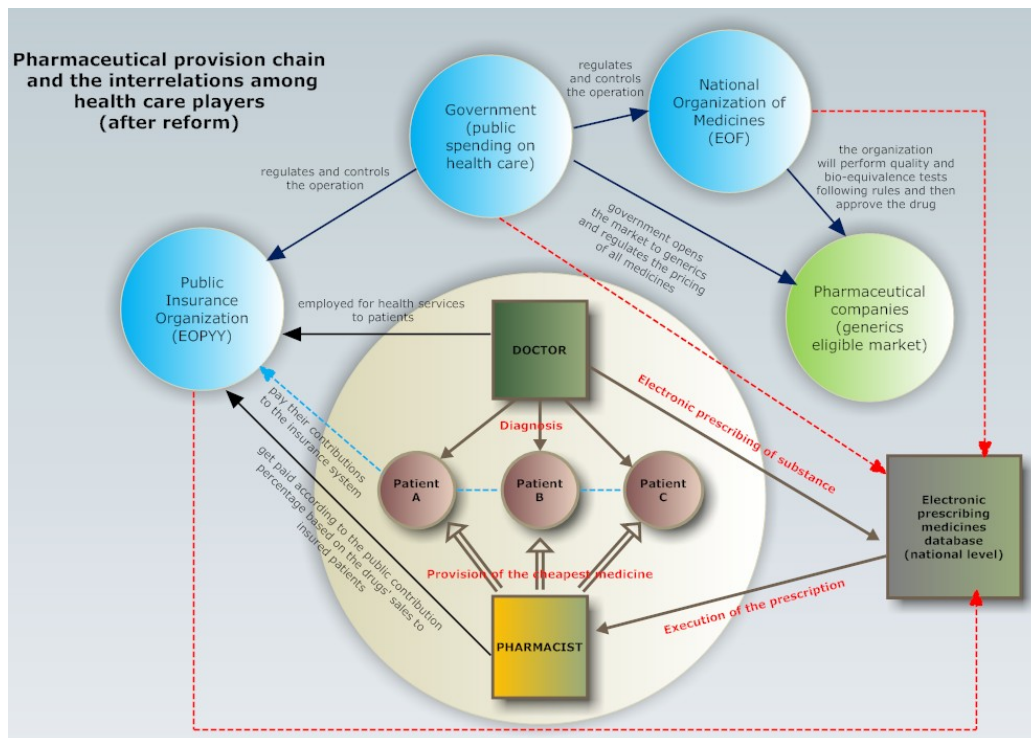 Pharmaceutical provision chain
and the interrelations among
health care players
(after reform)
regulates
and controls
the operation
National
Organization of
Medicines
(EOF)
Government
(public
spending on
health care)
the organization
will perform quality and
bio-equivalence tests
following rules and then
approve the drug
regulates and controls
the operation
government opens
the market to generics
and regulates the pricing
of all medicines
Public
Insurance
Organization
(EOPYY)
Pharmaceutical
companies
(generics
eligible market)
employed for health services
to patients
DOCTOR
Electronic prescribing of substance
Diagnosis
pay their contributions
to the insurance system
Patient
A
Patient
B
Patient
C
get paid according to the public contribution
percentage based on the drugs' sales to
insured patients
Electronic
prescribing
medicines
database
(national level)
Provision of the cheapest medicine
Execution of the prescription
PHARMACIST